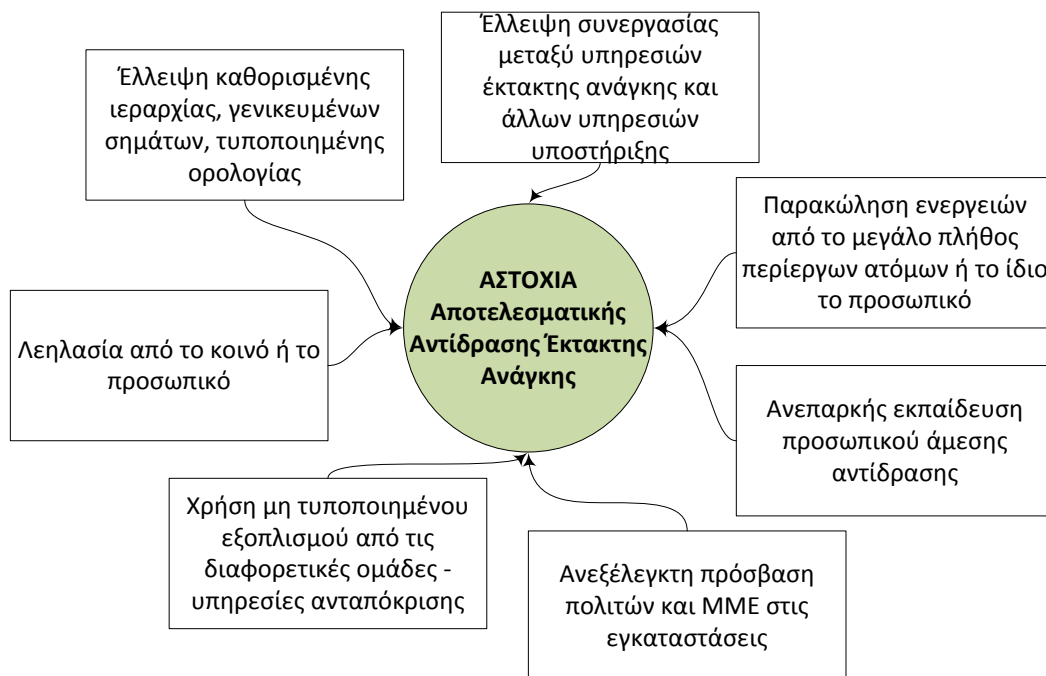 Έλλειψη συνεργασίας
μεταξύ υπηρεσιών
έκτακτης ανάγκης και
άλλων υπηρεσιών
υποστήριξης
Έλλειψη καθορισμένης
ιεραρχίας, γενικευμένων
σημάτων, τυποποιημένης
ορολογίας
Παρακώληση ενεργειών
από το μεγάλο πλήθος
περίεργων ατόμων ή το ίδιο
το προσωπικό
ΑΣΤΟΧΙΑ
Αποτελεσματικής
Αντίδρασης Έκτακτης
Ανάγκης
Λεηλασία από το κοινό ή το
προσωπικό
Ανεπαρκής εκπαίδευση
προσωπικού άμεσης
αντίδρασης
Χρήση μη τυποποιημένου
εξοπλισμού από τις
διαφορετικές ομάδες -
υπηρεσίες ανταπόκρισης
Ανεξέλεγκτη πρόσβαση
πολιτών και ΜΜΕ στις
εγκαταστάσεις